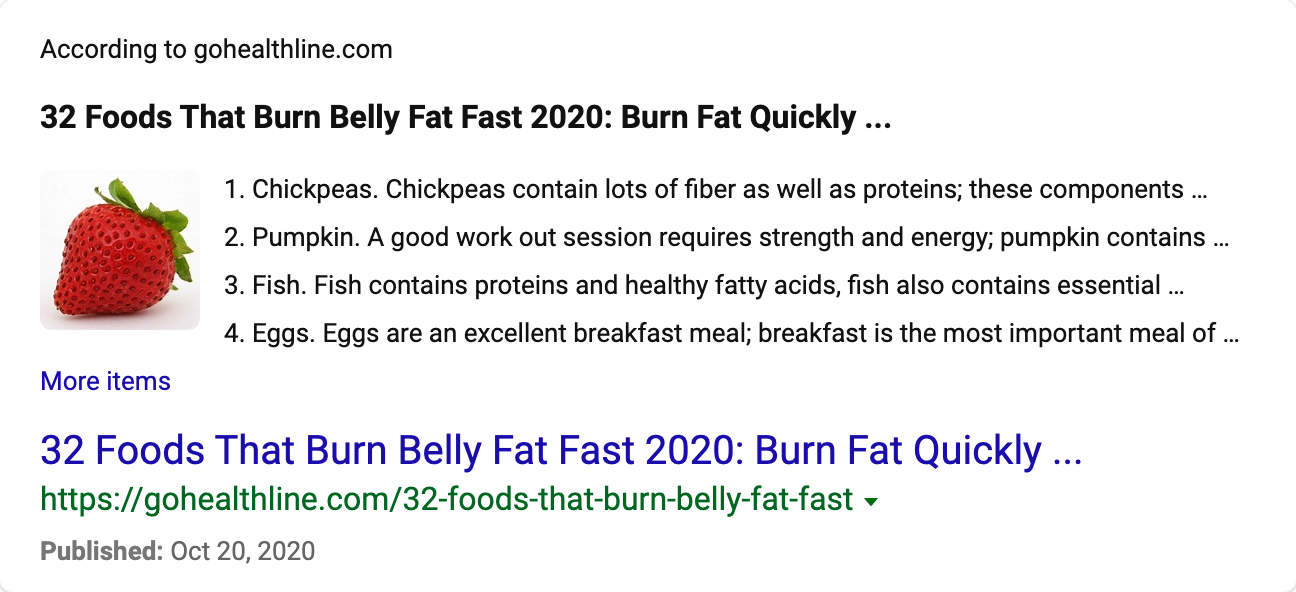 According to gohealthline.com
32 Foods That Burn Belly Fat Fast 2020: Burn Fat Quickly ...
1. Chickpeas. Chickpeas contain lots of fiber as well as proteins; these components ...
2. Pumpkin. A good work out session requires strength and energy; pumpkin contains ...
3. Fish. Fish contains proteins and healthy fatty acids, fish also contains essential ...
4. Eggs. Eggs are an excellent breakfast meal; breakfast is the most important meal of ...
More items
32 Foods That Burn Belly Fat Fast 2020: Burn Fat Quickly ...
https://gohealthline.com/32-foods-that-burn-belly-fat-fast
Published: Oct 20, 2020